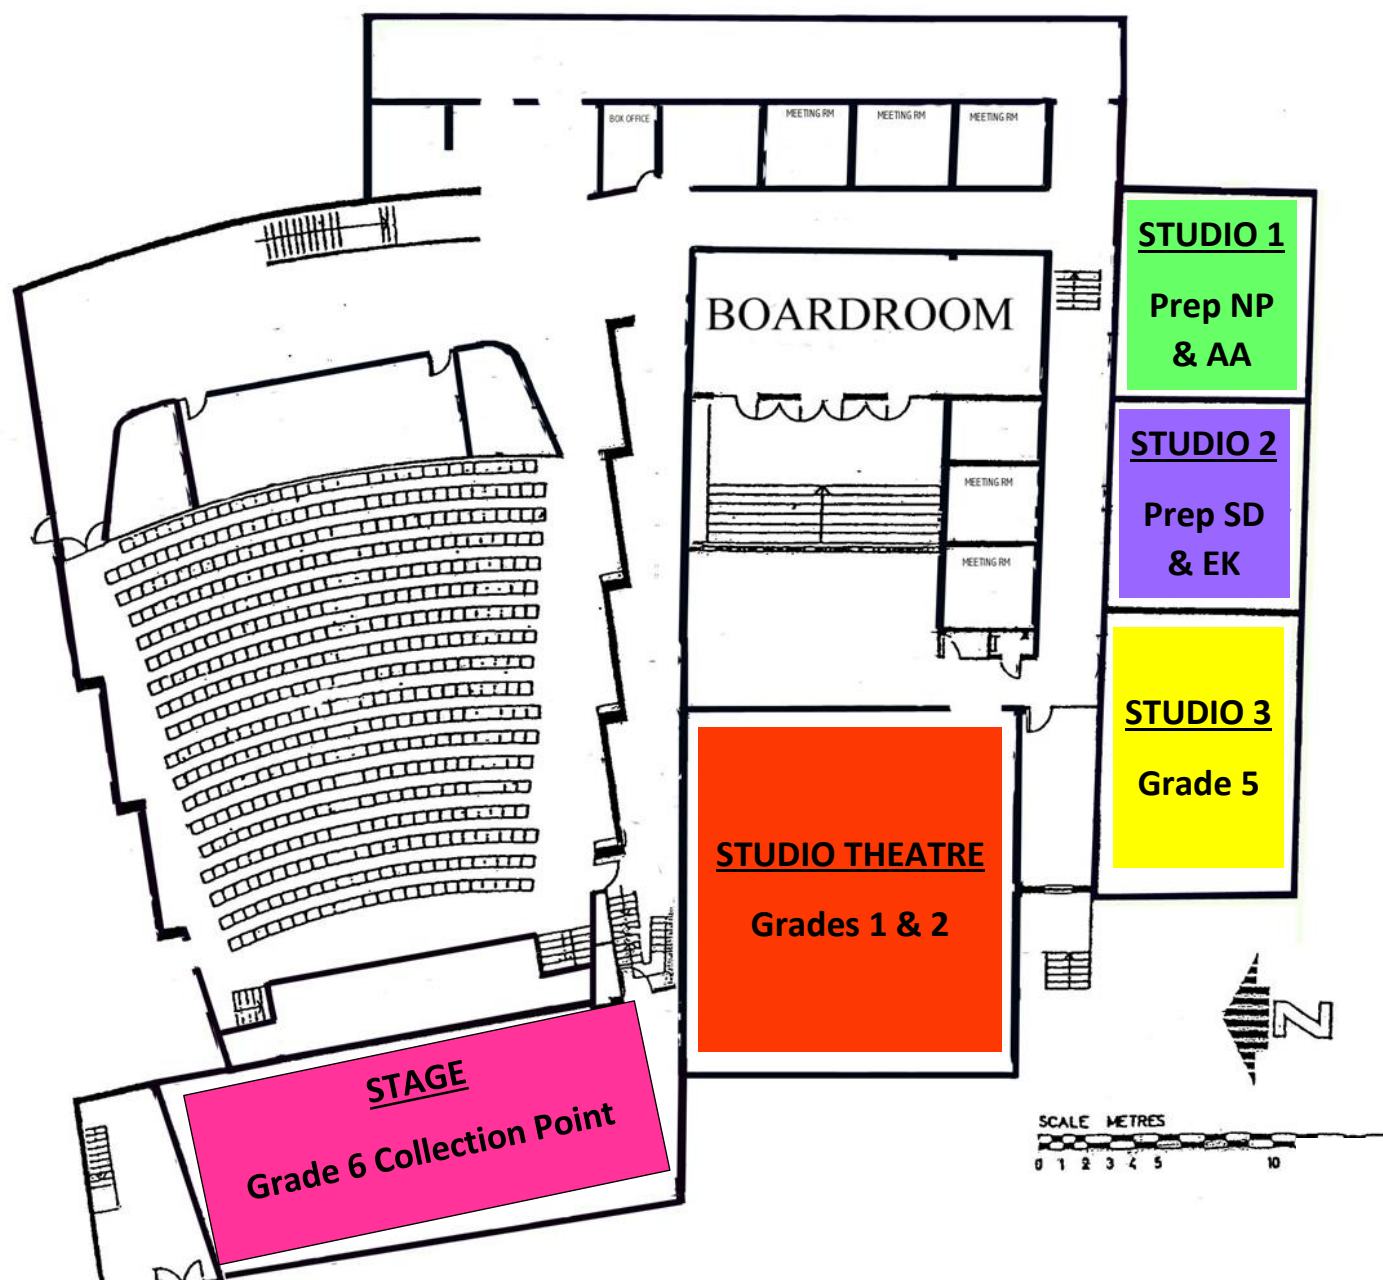 BOX OFFICE
MEETING RM
MEETING RM
MEETING RM
STUDIO 1
Prep NP
& AA
BOARDROOM
STUDIO 2
Prep SD
& EK
MEETING RM
MEETING RM
STUDIO 3
Grade 5
STUDIO THEATRE
Grades 1 & 2
N
STAGE
Grade 6 Collection Point
SCALE METRES
0 1 2 3 4 5 10